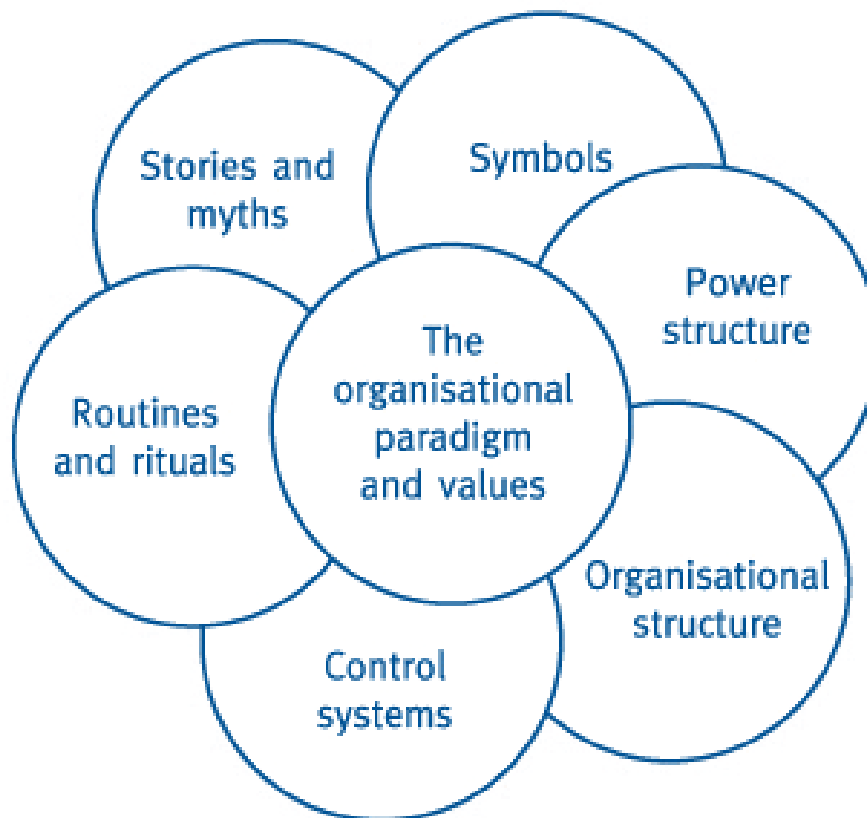 Stories and
myths
Symbols
Power
structure
The
organisational
paradigm
and values
Routines
and rituals
Organisational
structure
Control
systems